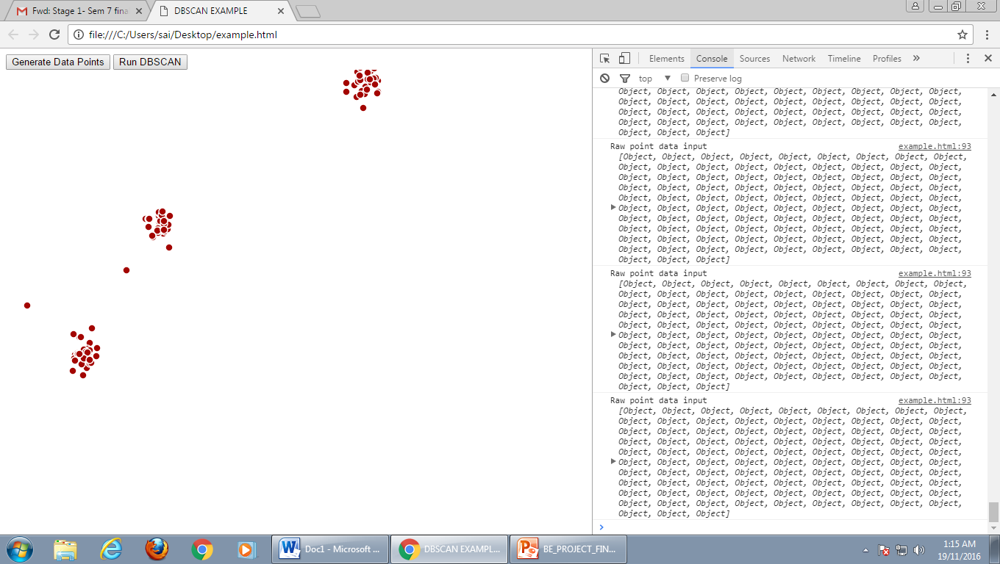 Fwd: Stage 1- Sem 7 fina
DBSCAN EXAMPLE
file:///C:/Users/sai/Desktop/example.html
Generate Data Points Run DBSCAN
Elements Console Sources Network Timeline Profiles »
top Preserve log
Object, Object, Object, Object, Object, Object, Object, Object, Object,
Object, Object, Object, Object, Object, Object, Object, Object, Object,
Object, Object, Object, Object, Object, Object, Object, Object, Object,
Object, Object, Object, Object, Object, Object, Object, Object, Object,
Object, Object, Object]
Raw point data input example.html:93
[Object, Object, Object, Object, Object, Object, Object, Object, Object,
Object, Object, Object, Object, Object, Object, Object, Object, Object,
Object, Object, Object, Object, Object, Object, Object, Object, Object,
Object, Object, Object, Object, Object, Object, Object, Object, Object,
Object, Object, Object, Object, Object, Object, Object, Object, Object,
Object, Object, Object, Object, Object, Object, Object, Object, Object,
Object, Object, Object, Object, Object, Object, Object, Object, Object,
Object, Object, Object, Object, Object, Object, Object, Object, Object,
Object, Object, Object, Object, Object, Object, Object, Object, Object,
Object, Object, Object, Object, Object, Object, Object, Object, Object,
Object, Object, Object]
Raw point data input example.html:93
[Object, Object, Object, Object, Object, Object, Object, Object, Object,
Object, Object, Object, Object, Object, Object, Object, Object, Object,
Object, Object, Object, Object, Object, Object, Object, Object, Object,
Object, Object, Object, Object, Object, Object, Object, Object, Object,
Object, Object, Object, Object, Object, Object, Object, Object, Object,
Object, Object, Object, Object, Object, Object, Object, Object, Object,
Object, Object, Object, Object, Object, Object, Object, Object, Object,
Object, Object, Object, Object, Object, Object, Object, Object, Object,
Object, Object, Object, Object, Object, Object, Object, Object, Object,
Object, Object, Object, Object, Object, Object, Object, Object, Object,
Object, Object, Object]
Raw point data input example.html:93
[Object, Object, Object, Object, Object, Object, Object, Object, Object,
Object, Object, Object, Object, Object, Object, Object, Object, Object,
Object, Object, Object, Object, Object, Object, Object, Object, Object,
Object, Object, Object, Object, Object, Object, Object, Object, Object,
Object, Object, Object, Object, Object, Object, Object, Object, Object,
Object, Object, Object, Object, Object, Object, Object, Object, Object,
Object, Object, Object, Object, Object, Object, Object, Object, Object,
Object, Object, Object, Object, Object, Object, Object, Object, Object,
Object, Object, Object, Object, Object, Object, Object, Object, Object,
Object, Object, Object, Object, Object, Object, Object, Object, Object,
Object, Object, Object]
Doc1 - Microsoft ...
DBSCAN EXAMPL...
BE_PROJECT_FIN...
1:15 AM
19/11/2016